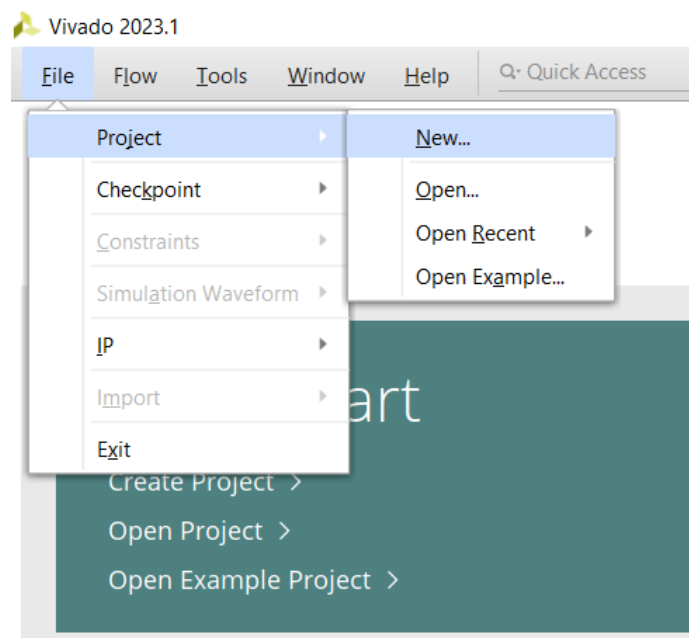 Vivado 2023.1
File Flow Tools Window Help Quick Access
Project
Checkpoint
Constraints
Simulation Waveform
IP
Import
Exit
New...
Open...
Open Recent
Open Example...
art
Create Project
Open Project
Open Example Project